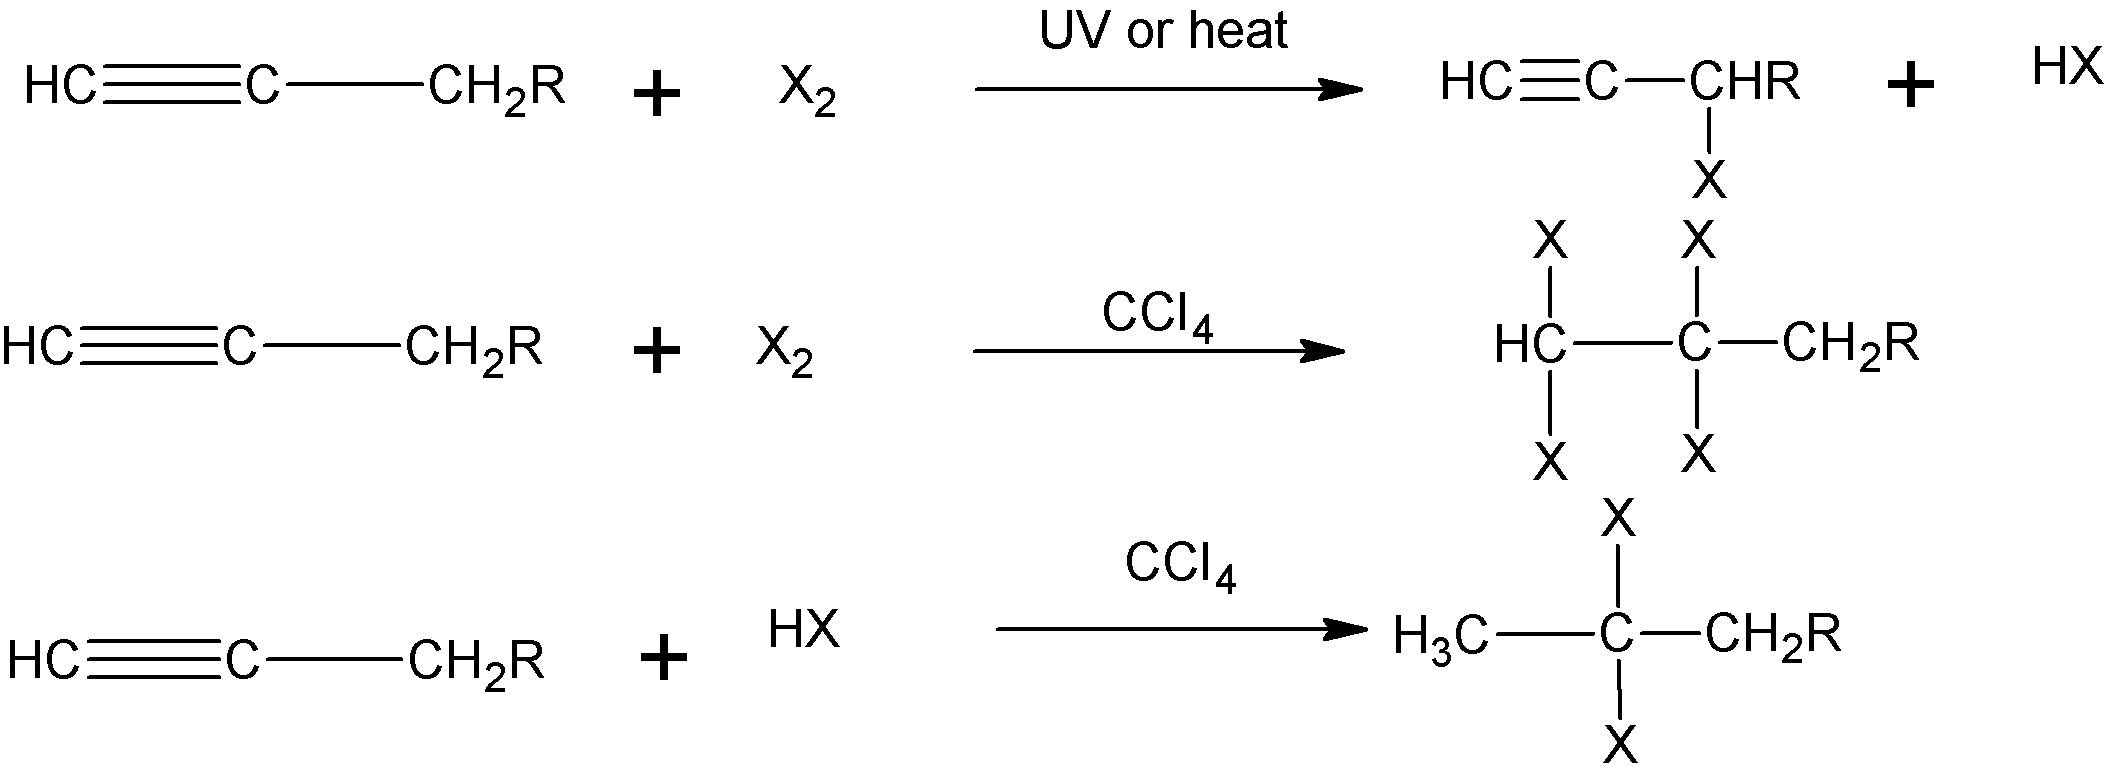 UV or heat
HC≡C—CH₂R + X₂ HC≡C—CHR + HX
X
X X
CCl₄
HC≡C—CH₂R + X₂ HC—C—CH₂R
X X
X
CCl₄
HC≡C—CH₂R + HX H₃C—C—CH₂R
X